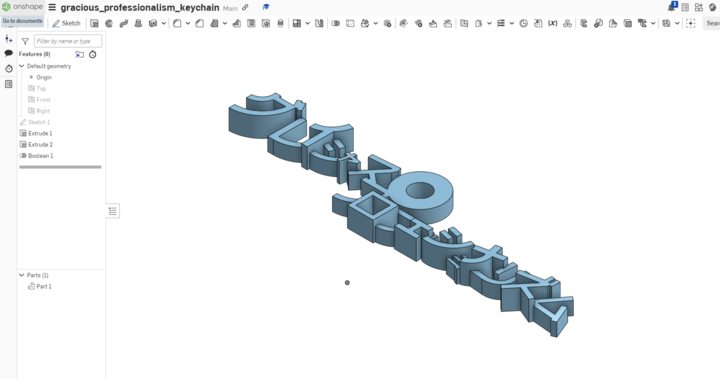 onshape
gracious_professionalism_keychain Main
Go to documents
Sketch
Sear
Filter by name or type
Features (8)
Default geometry
Origin
Top
Front
Right
Sketch 1
Extrude 1
Extrude 2
Boolean 1
Parts (1)
Part 1